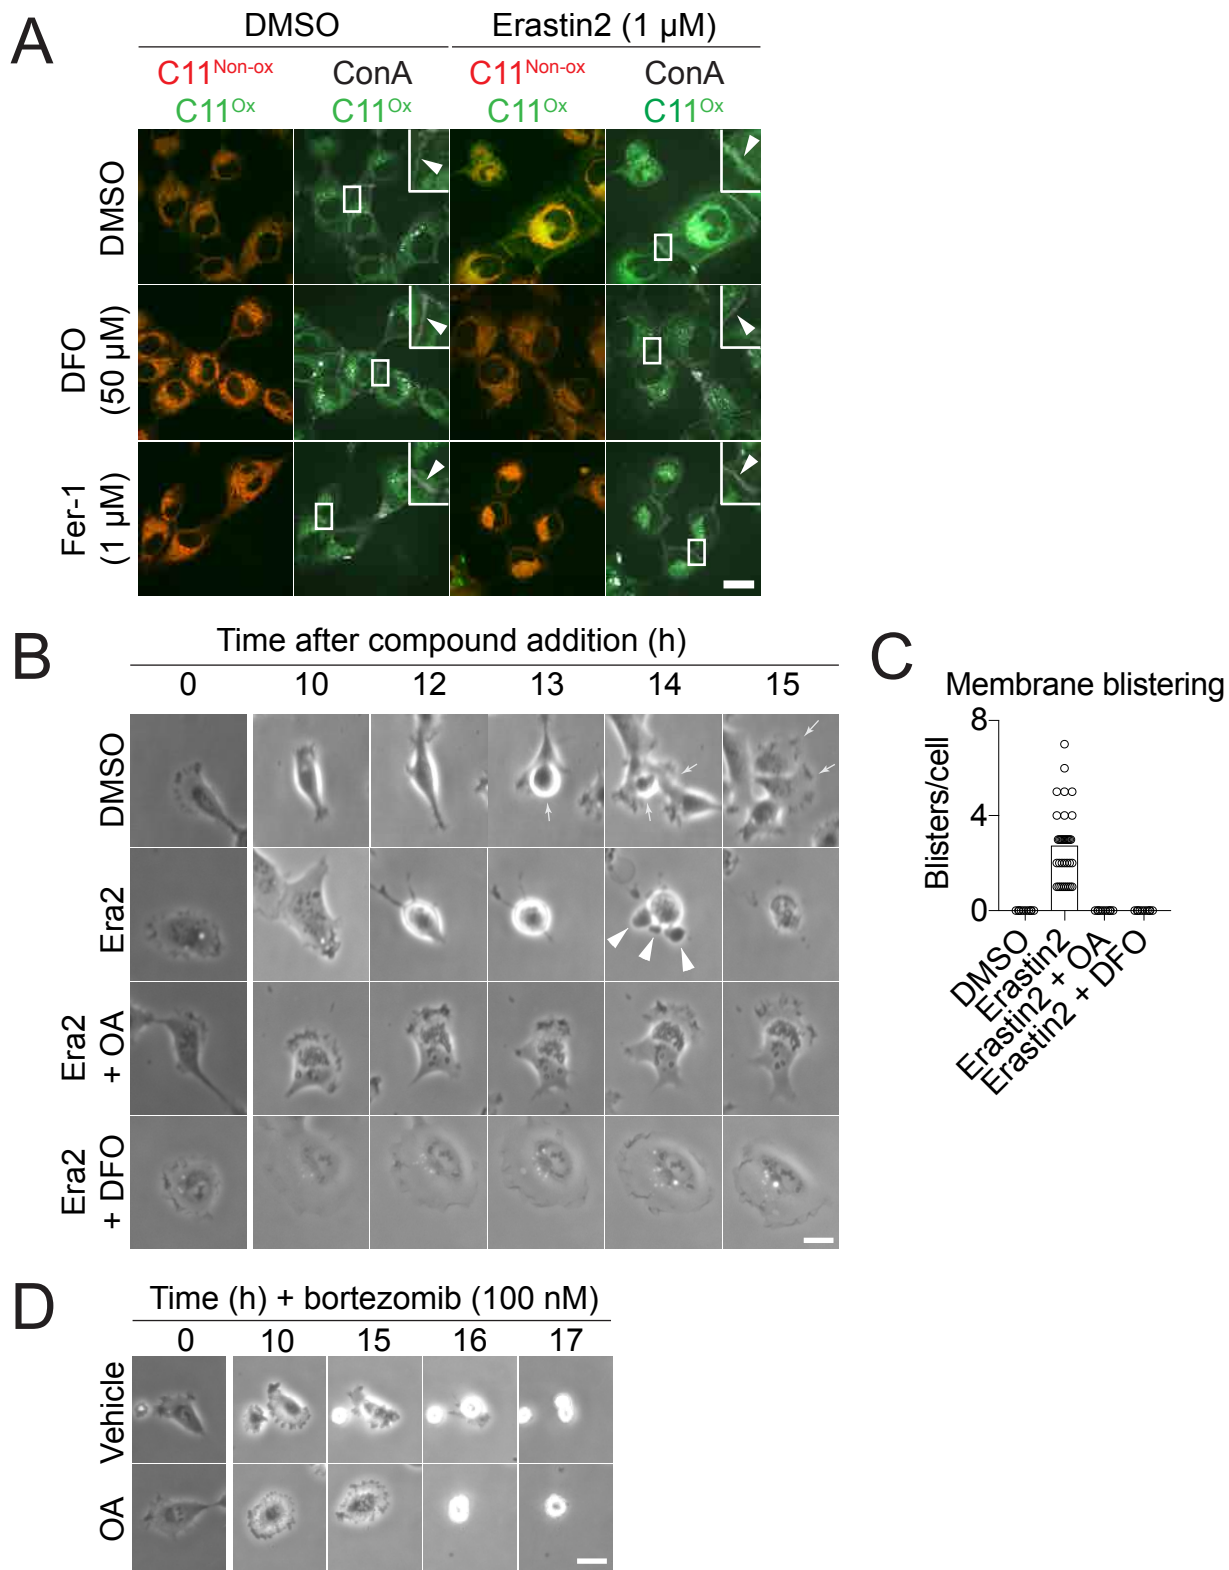 A
DMSO
Erastin2 (1 µM)
C11Non-ox
ConA
C11Non-ox
ConA
C11Ox
C11Ox
C11Ox
C11Ox
DMSO
DFO
(50 µM)
Fer-1
(1 µM)
B
Time after compound addition (h)
0
10
12
13
14
15
DMSO
Era2
Era2
+ OA
Era2
+ DFO
C
Membrane blistering
Blisters/cell
8
4
0
DMSO
Erastin2
Erastin2 + OA
Erastin2 + DFO
D
Time (h) + bortezomib (100 nM)
0
10
15
16
17
Vehicle
OA